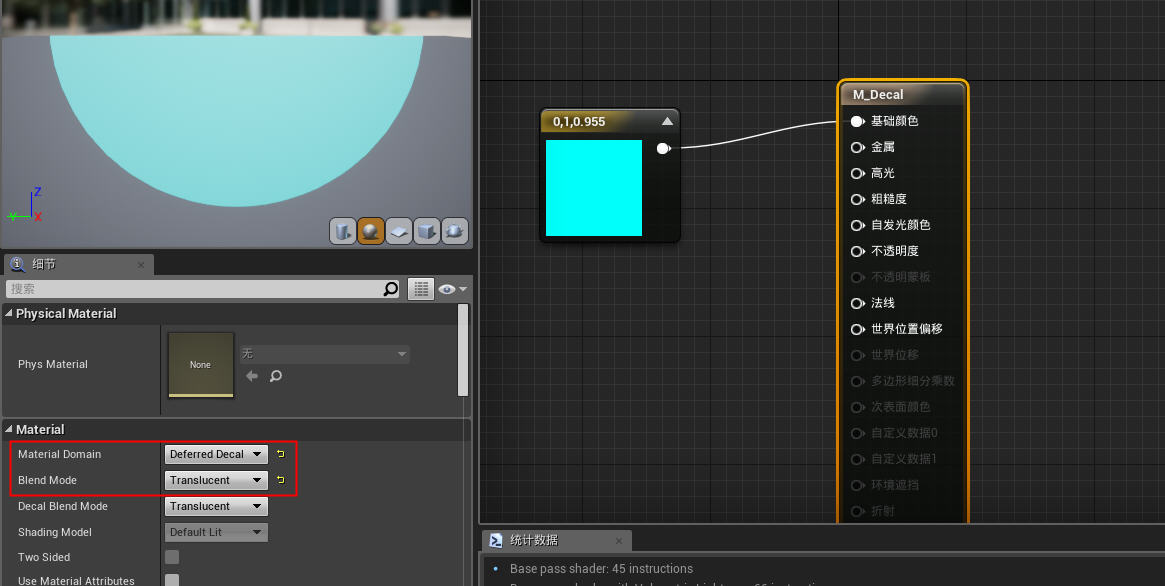 Z
Y
X
细节
搜索
Physical Material
Phys Material
None
无
Material
Material Domain
Deferred Decal
Blend Mode
Translucent
Decal Blend Mode
Translucent
Shading Model
Default Lit
Two Sided
Use Material Attributes
0,1,0.955
M_Decal
基础颜色
金属
高光
粗糙度
自发光颜色
不透明度
不透明蒙板
法线
世界位置偏移
世界位移
多边形细分乘数
次表面颜色
自定义数据0
自定义数据1
环境遮挡
折射
统计数据
Base pass shader: 45 instructions